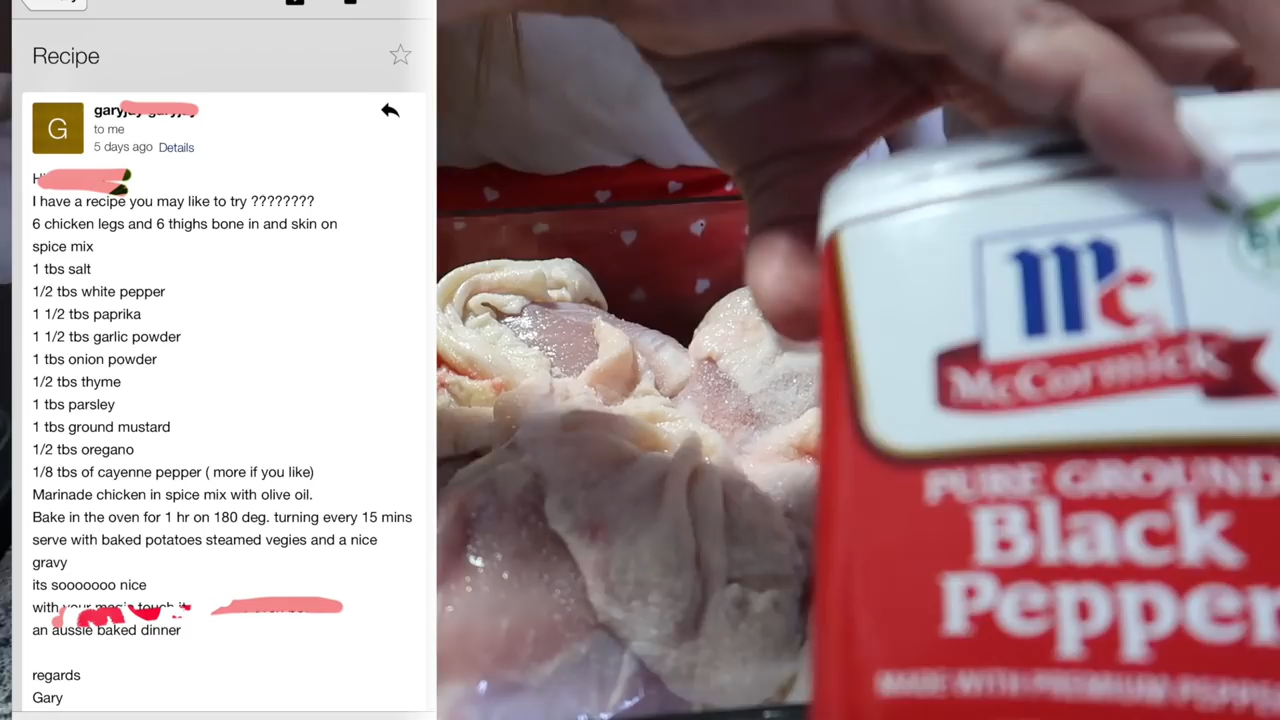 Recipe
G
to me
5 days ago Details
I have a recipe you may like to try ????????
6 chicken legs and 6 thighs bone in and skin on
spice mix
1 tbs salt
1/2 tbs white pepper
1 1/2 tbs paprika
1 1/2 tbs garlic powder
1 tbs onion powder
1/2 tbs thyme
1 tbs parsley
1 tbs ground mustard
1/2 tbs oregano
1/8 tbs of cayenne pepper ( more if you like)
Marinade chicken in spice mix with olive oil.
Bake in the oven for 1 hr on 180 deg. turning every 15 mins
serve with baked potatoes steamed vegies and a nice
gravy
its sooooooo nice
with
an aussie baked dinner
regards
Gary
Mc
McCormick
PURE GROUND
Black
Pepper
MADE WITH PREMIUM